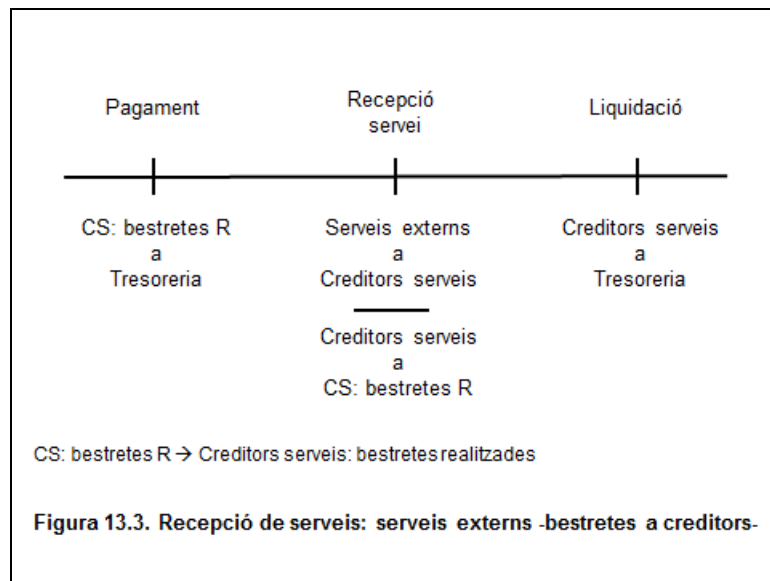 Pagament
Recepció
servei
Liquidació
CS: bestretes R
a
Tresoreria
Serveis externs
a
Creditors serveis
Creditors serveis
a
CS: bestretes R
Creditors serveis
a
Tresoreria
CS: bestretes R → Creditors serveis: bestretes realitzades
Figura 13.3. Recepció de serveis: serveis externs -bestretes a creditors-